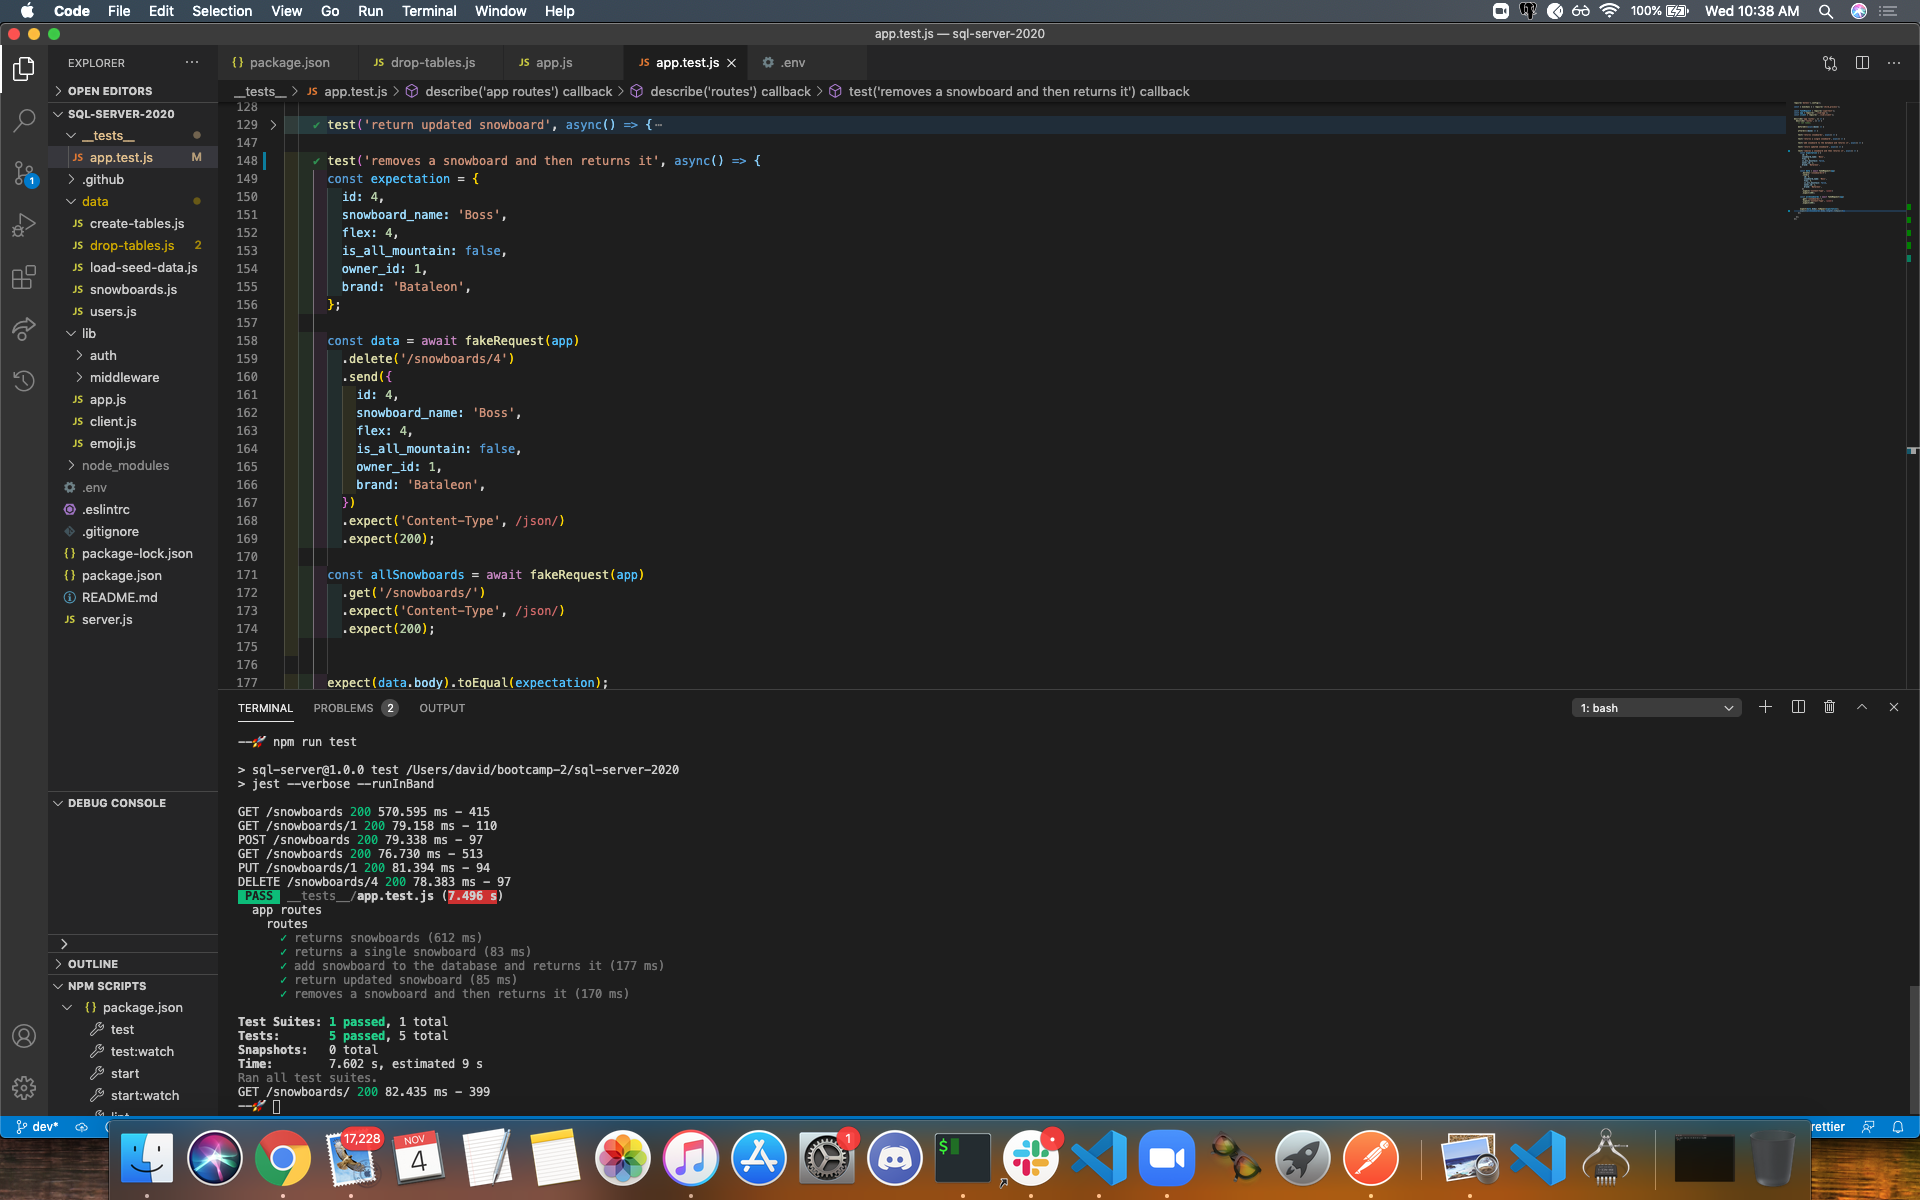 Code File Edit Selection View Go Run Terminal Window Help
100% Wed 10:38 AM
app.test.js — sql-server-2020
EXPLORER
OPEN EDITORS
SQL-SERVER-2020
__tests__
JS app.test.js M
.github
data
JS create-tables.js
JS drop-tables.js 2
JS load-seed-data.js
JS snowboards.js
JS users.js
lib
auth
middleware
JS app.js
JS client.js
JS emoji.js
node_modules
.env
.eslintrc
.gitignore
{} package-lock.json
{} package.json
README.md
JS server.js
1
DEBUG CONSOLE
OUTLINE
NPM SCRIPTS
{} package.json
test
test:watch
start
start:watch
{} package.json JS drop-tables.js JS app.js JS app.test.js .env
__tests__ > JS app.test.js > describe('app routes') callback > describe('routes') callback > test('removes a snowboard and then returns it') callback
128
129 test('return updated snowboard', async() => {
147
148 test('removes a snowboard and then returns it', async() => {
149 const expectation = {
150 id: 4,
151 snowboard_name: 'Boss',
152 flex: 4,
153 is_all_mountain: false,
154 owner_id: 1,
155 brand: 'Bataleon',
156 };
157
158 const data = await fakeRequest(app)
159 .delete('/snowboards/4')
160 .send({
161 id: 4,
162 snowboard_name: 'Boss',
163 flex: 4,
164 is_all_mountain: false,
165 owner_id: 1,
166 brand: 'Bataleon',
167 })
168 .expect('Content-Type', /json/)
169 .expect(200);
170
171 const allSnowboards = await fakeRequest(app)
172 .get('/snowboards/')
173 .expect('Content-Type', /json/)
174 .expect(200);
175
176
177 expect(data.body).toEqual(expectation);
TERMINAL PROBLEMS 2 OUTPUT
1: bash
npm run test
> sql-server@1.0.0 test /Users/david/bootcamp-2/sql-server-2020
> jest --verbose --runInBand
GET /snowboards 200 570.595 ms - 415
GET /snowboards/1 200 79.158 ms - 110
POST /snowboards 200 79.338 ms - 97
GET /snowboards 200 76.730 ms - 513
PUT /snowboards/1 200 81.394 ms - 94
DELETE /snowboards/4 200 78.383 ms - 97
PASS __tests__/app.test.js (7.496 s)
app routes
routes
✓ returns snowboards (612 ms)
✓ returns a single snowboard (83 ms)
✓ add snowboard to the database and returns it (177 ms)
✓ return updated snowboard (85 ms)
✓ removes a snowboard and then returns it (170 ms)
Test Suites: 1 passed, 1 total
Tests: 5 passed, 5 total
Snapshots: 0 total
Time: 7.602 s, estimated 9 s
Ran all test suites.
GET /snowboards/ 200 82.435 ms - 399
dev*
rettier
17,228
NOV
4
1
$